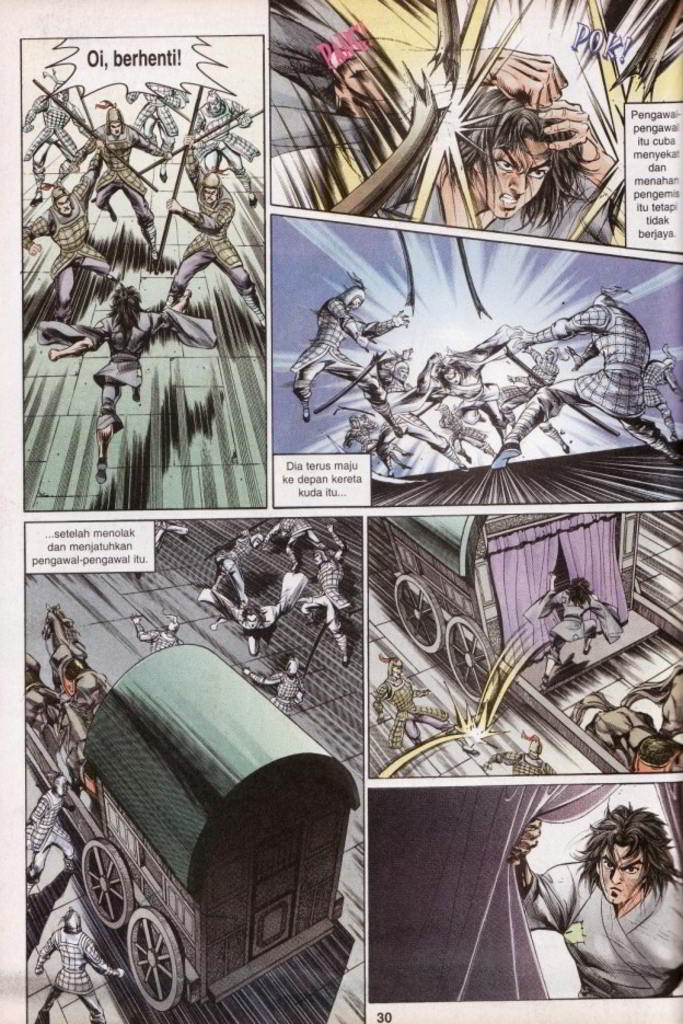 Oi, berhenti!
PAK!
POK!
Pengawal-
pengawal
itu cuba
menyekat
dan
menahan
pengemis
itu tetapi
tidak
berjaya.
Dia terus maju
ke depan kereta
kuda itu...
...setelah menolak
dan menjatuhkan
pengawal-pengawal itu.
30